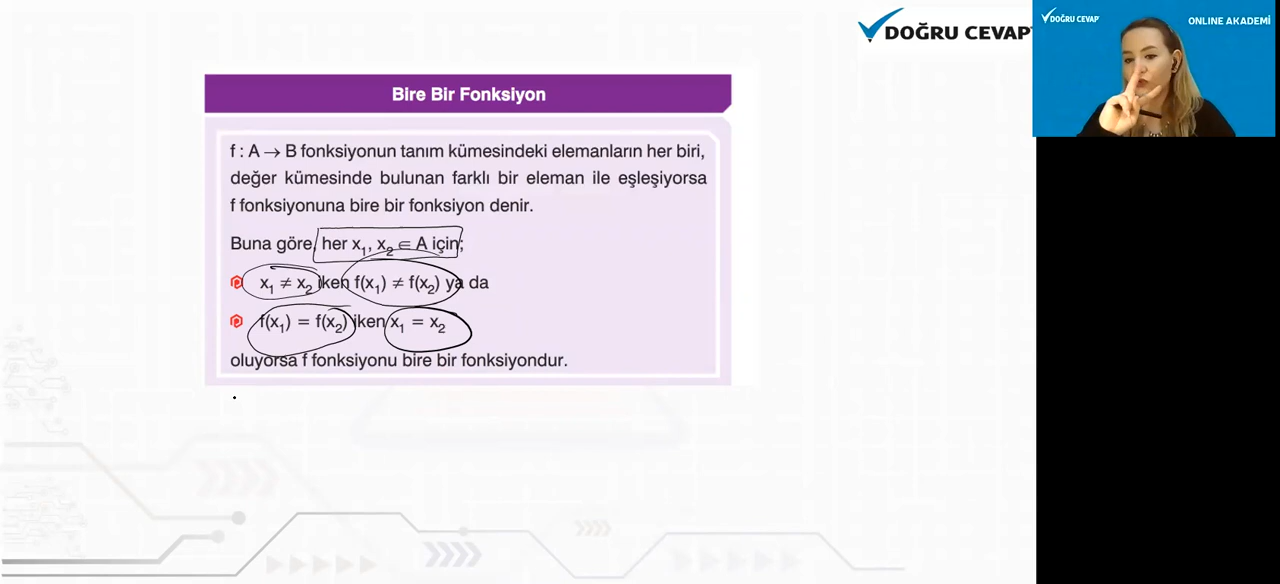 DOĞRU CEVAP
DOĞRU CEVAP
ONLINE AKADEMİ
Bire Bir Fonksiyon
f : A → B fonksiyonun tanım kümesindeki elemanların her biri,
değer kümesinde bulunan farklı bir eleman ile eşleşiyorsa
f fonksiyonuna bire bir fonksiyon denir.
Buna göre, her x₁, x₂ ∈ A için;
x₁ ≠ x₂ iken f(x₁) ≠ f(x₂) ya da
f(x₁) = f(x₂) iken x₁ = x₂
oluyorsa f fonksiyonu bire bir fonksiyondur.